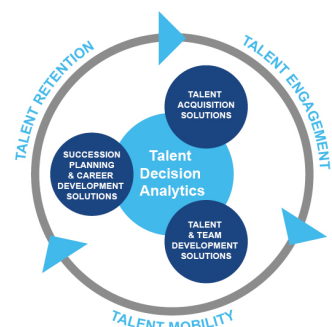 TALENT RETENTION
TALENT ENGAGEMENT
TALENT
ACQUISITION
SOLUTIONS
SUCCESSION
PLANNING
& CAREER
DEVELOPMENT
SOLUTIONS
Talent
Decision
Analytics
TALENT
& TEAM
DEVELOPMENT
SOLUTIONS
TALENT MOBILITY